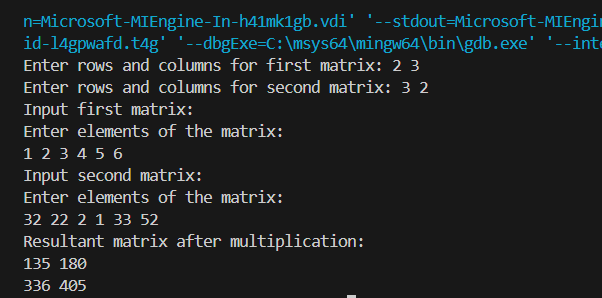 n=Microsoft-MIEngine-In-h41mk1gb.vdi' '--stdout=Microsoft-MIEngin
id-l4gpwafd.t4g' '--dbgExe=C:\msys64\mingw64\bin\gdb.exe' '--inte
Enter rows and columns for first matrix: 2 3
Enter rows and columns for second matrix: 3 2
Input first matrix:
Enter elements of the matrix:
1 2 3 4 5 6
Input second matrix:
Enter elements of the matrix:
32 22 2 1 33 52
Resultant matrix after multiplication:
135 180
336 405